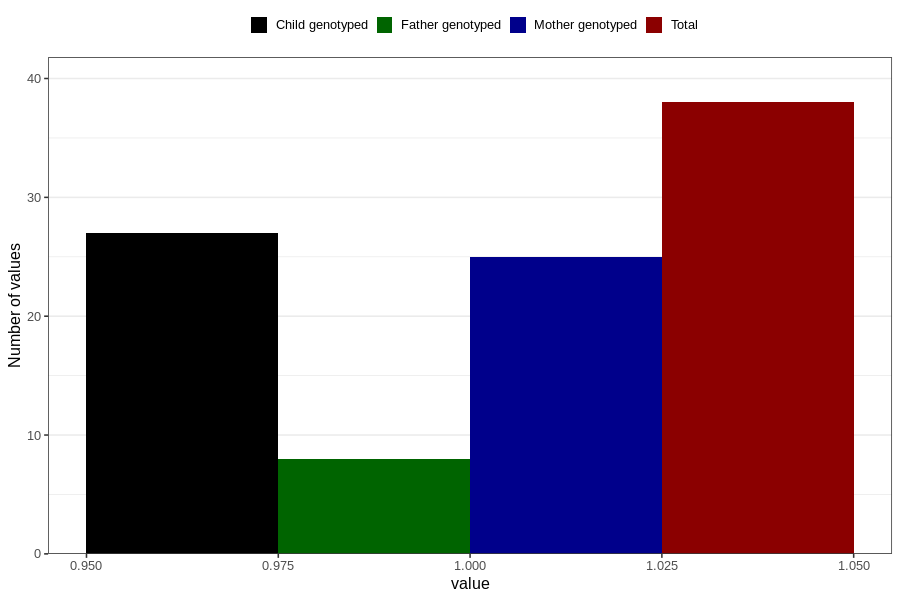 Child genotyped Father genotyped Mother genotyped Total
Number of values
40
30
20
10
0
0.950 0.975 1.000 1.025 1.050
value